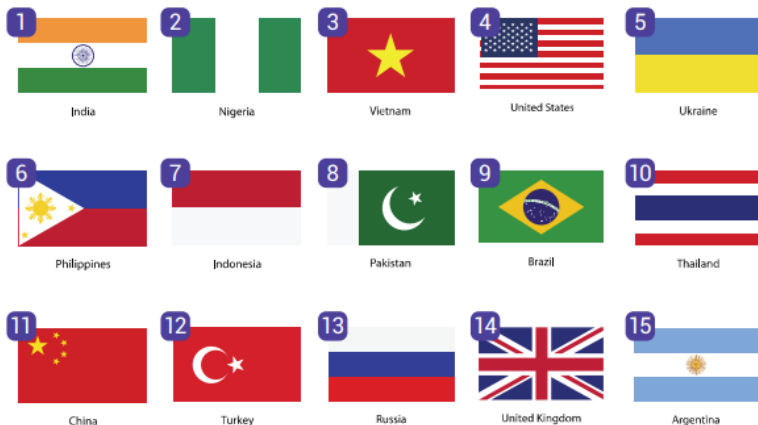 1
2
3
4
5
India
Nigeria
Vietnam
United States
Ukraine
6
7
8
9
10
Philippines
Indonesia
Pakistan
Brazil
Thailand
11
12
13
14
15
China
Turkey
Russia
United Kingdom
Argentina